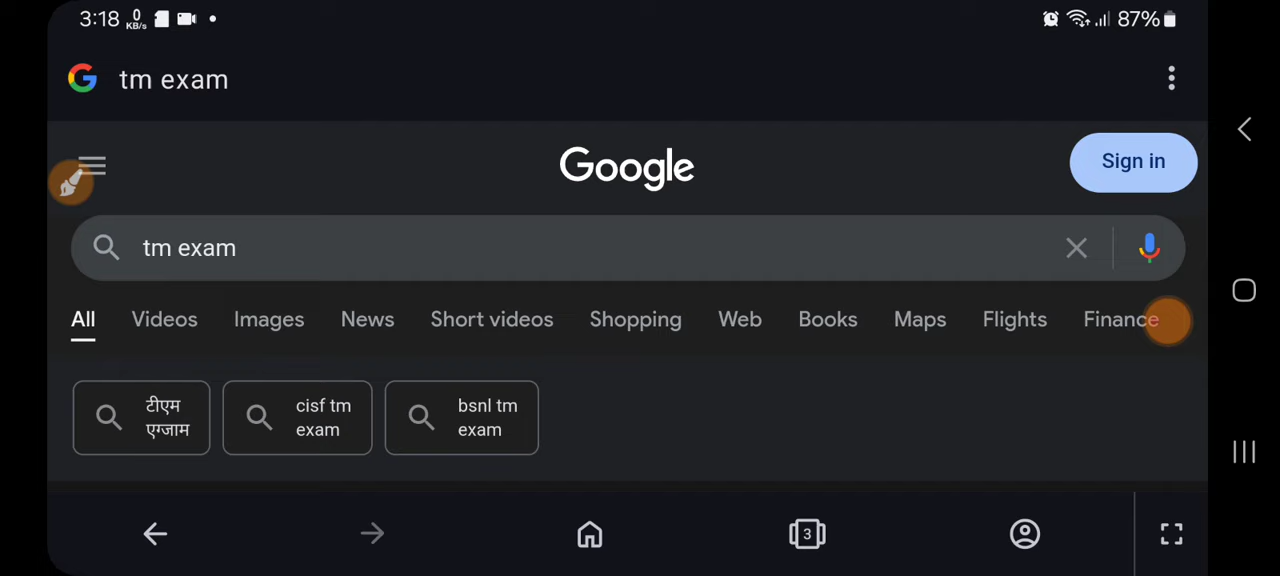 3:18 0 KB/s 87%
tm exam
Google
Sign in
tm exam
All Videos Images News Short videos Shopping Web Books Maps Flights Finance
टीएम एग्जाम
cisf tm exam
bsnl tm exam
3